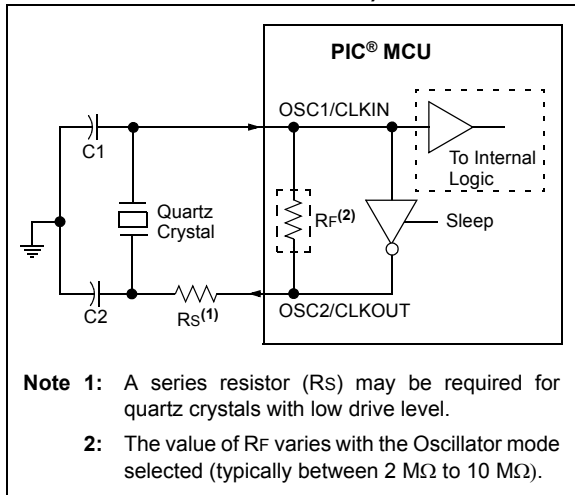 PIC® MCU
OSC1/CLKIN
C1
To Internal
Logic
Quartz
Crystal
RF(2)
Sleep
C2
RS(1)
OSC2/CLKOUT
Note 1: A series resistor (RS) may be required for
quartz crystals with low drive level.
2: The value of RF varies with the Oscillator mode
selected (typically between 2 MΩ to 10 MΩ).